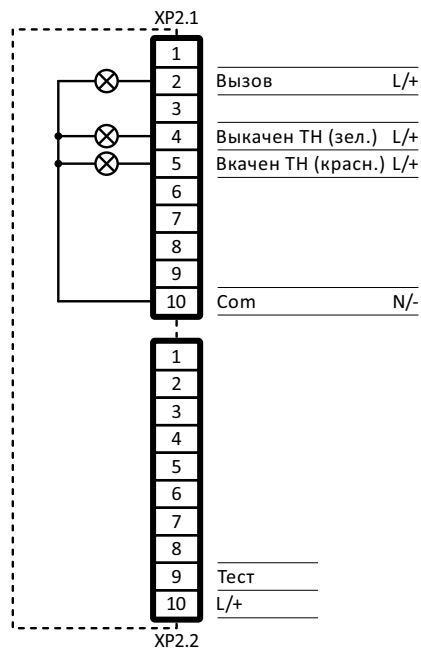 XP2.1
1
2 Вызов L/+
3
4 Выкачен ТН (зел.) L/+
5 Вкачен ТН (красн.) L/+
6
7
8
9
10 Com N/-
1
2
3
4
5
6
7
8
9 Тест
10 L/+
XP2.2